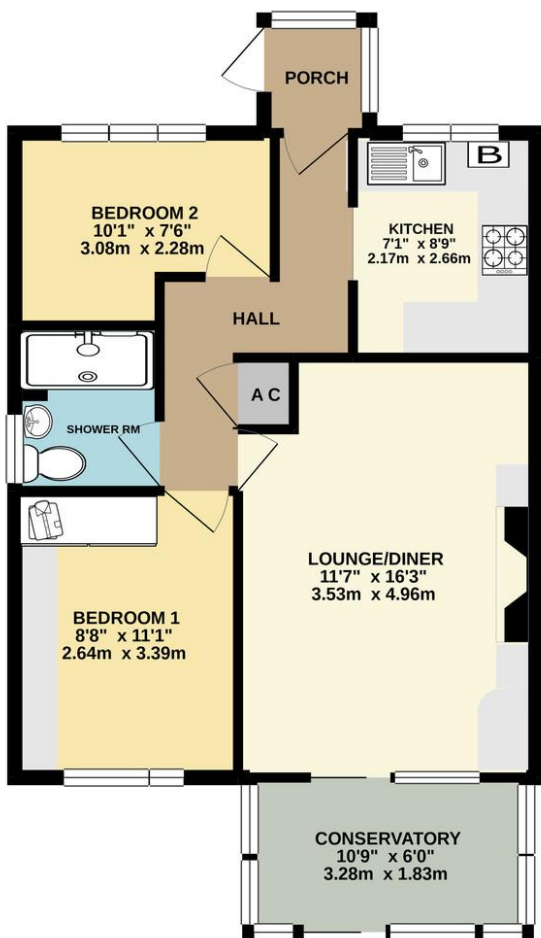 PORCH
BEDROOM 2
10'1" x 7'6"
3.08m x 2.28m
B
KITCHEN
7'1" x 8'9"
2.17m x 2.66m
HALL
A C
SHOWER RM
LOUNGE/DINER
11'7" x 16'3"
3.53m x 4.96m
BEDROOM 1
8'8" x 11'1"
2.64m x 3.39m
CONSERVATORY
10'9" x 6'0"
3.28m x 1.83m